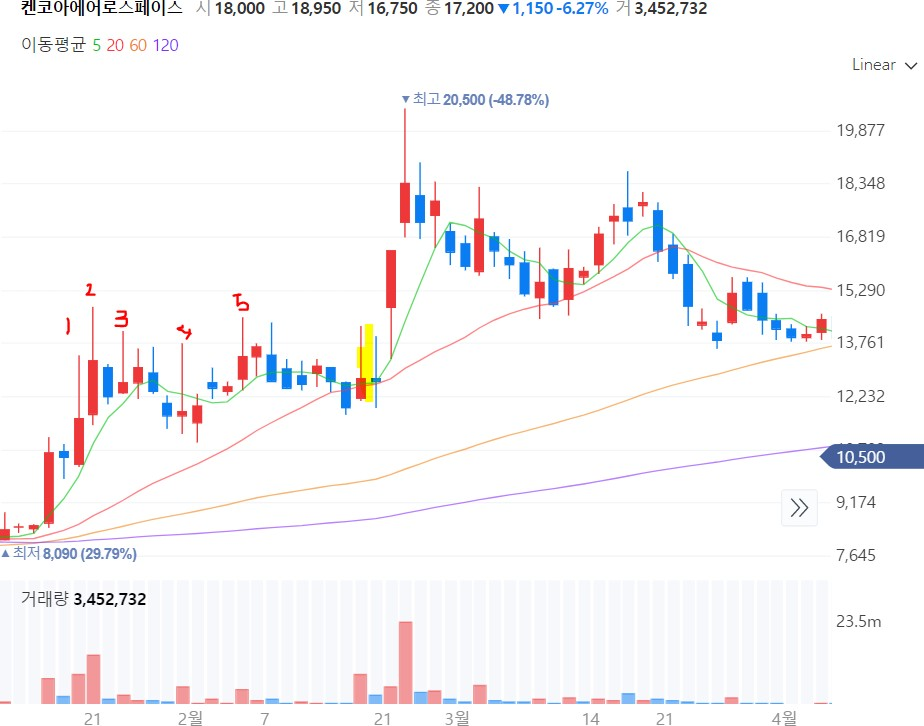 켄코아에어로스페이스 시 18,000 고 18,950 저 16,750 종 17,200 ▼1,150 -6.27% 거 3,452,732
이동평균 5 20 60 120
Linear
▼최고 20,500 (-48.78%)
19,877
18,348
16,819
15,290
13,761
12,232
10,500
9,174
7,645
2
1
3
4
5
▲최저 8,090 (29.79%)
거래량 3,452,732
23.5m
21 2월 7 21 3월 14 21 4월